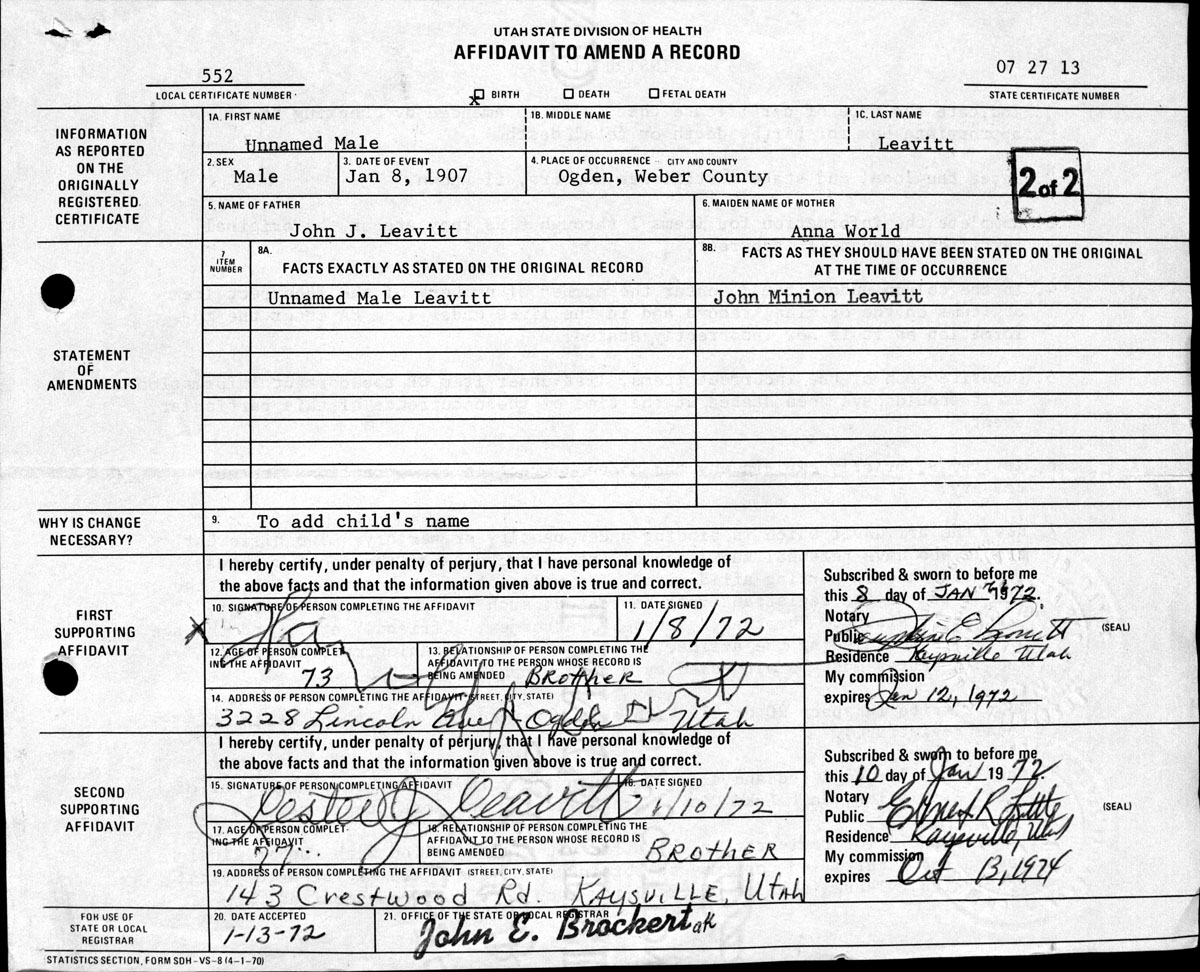 UTAH STATE DIVISION OF HEALTH
AFFIDAVIT TO AMEND A RECORD
552
LOCAL CERTIFICATE NUMBER
X BIRTH DEATH FETAL DEATH
07 27 13
STATE CERTIFICATE NUMBER
INFORMATION
AS REPORTED
ON THE
ORIGINALLY
REGISTERED
CERTIFICATE
1A. FIRST NAME 1B. MIDDLE NAME 1C. LAST NAME
Unnamed Male Leavitt
2. SEX 3. DATE OF EVENT 4. PLACE OF OCCURRENCE - CITY AND COUNTY
Male Jan 8, 1907 Ogden, Weber County
2 of 2
5. NAME OF FATHER 6. MAIDEN NAME OF MOTHER
John J. Leavitt Anna World
STATEMENT
OF
AMENDMENTS
7
ITEM
NUMBER
8A.
FACTS EXACTLY AS STATED ON THE ORIGINAL RECORD
8B. FACTS AS THEY SHOULD HAVE BEEN STATED ON THE ORIGINAL
AT THE TIME OF OCCURRENCE
Unnamed Male Leavitt John Minion Leavitt
WHY IS CHANGE
NECESSARY?
9. To add child's name
FIRST
SUPPORTING
AFFIDAVIT
I hereby certify, under penalty of perjury, that I have personal knowledge of
the above facts and that the information given above is true and correct.
10. SIGNATURE OF PERSON COMPLETING THE AFFIDAVIT 11. DATE SIGNED
X 1/8/72
12. AGE OF PERSON COMPLET-
ING THE AFFIDAVIT
73
13. RELATIONSHIP OF PERSON COMPLETING THE
AFFIDAVIT TO THE PERSON WHOSE RECORD IS
BEING AMENDED BROTHER
14. ADDRESS OF PERSON COMPLETING THE AFFIDAVIT (STREET, CITY, STATE)
3228 Lincoln Ave Ogden Utah
Subscribed & sworn to before me
this 8 day of JAN 1972.
Notary
Public
(SEAL)
Residence Kaysville Utah
My commission
expires Jan 12, 1972
SECOND
SUPPORTING
AFFIDAVIT
I hereby certify, under penalty of perjury, that I have personal knowledge of
the above facts and that the information given above is true and correct.
15. SIGNATURE OF PERSON COMPLETING AFFIDAVIT 16. DATE SIGNED
Lester J Leavitt 1/10/72
17. AGE OF PERSON COMPLET-
ING THE AFFIDAVIT
77
18. RELATIONSHIP OF PERSON COMPLETING THE
AFFIDAVIT TO THE PERSON WHOSE RECORD IS
BEING AMENDED BROTHER
19. ADDRESS OF PERSON COMPLETING THE AFFIDAVIT (STREET, CITY, STATE)
143 Crestwood Rd. KAYSVILLE, UTAH
Subscribed & sworn to before me
this 10 day of Jan 1972.
Notary
Public Ernest R Little
(SEAL)
Residence Kaysville, Utah
My commission
expires Oct 13, 1974
FOR USE OF
STATE OR LOCAL
REGISTRAR
20. DATE ACCEPTED
1-13-72
21. OFFICE OF THE STATE OR LOCAL REGISTRAR
John E. Brockert
STATISTICS SECTION, FORM SDH-VS-8 (4-1-70)